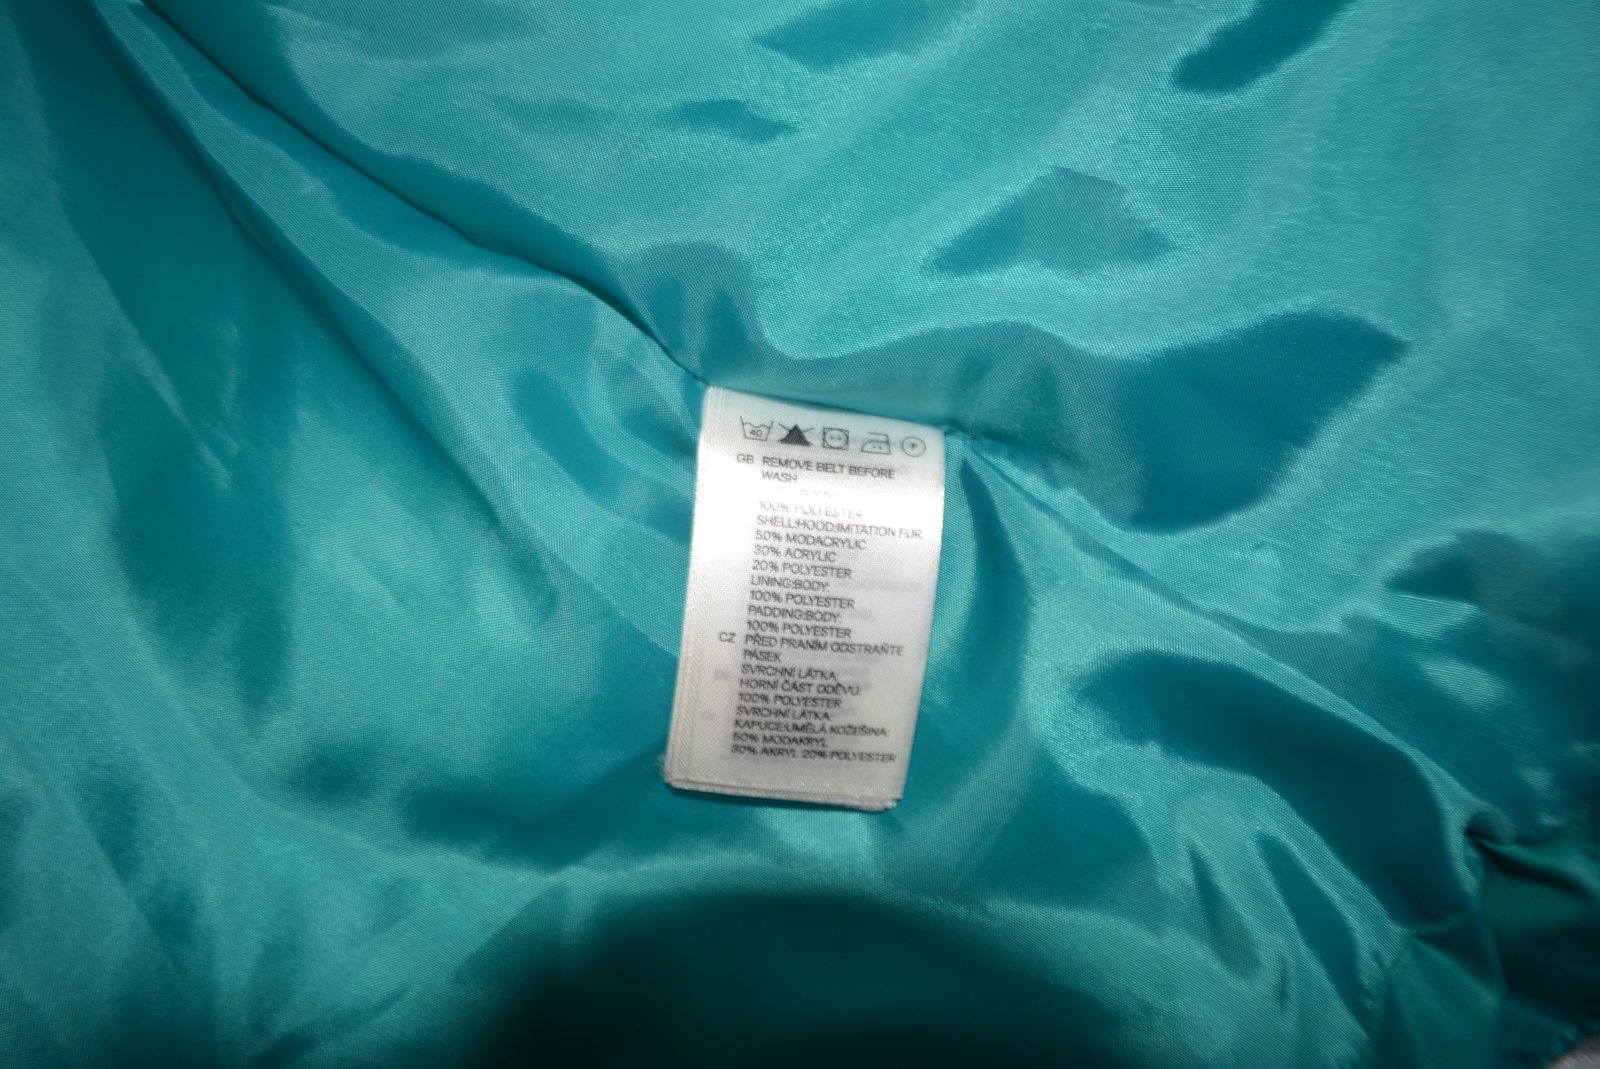 40
GB REMOVE BELT BEFORE
WASH
100% POLYESTER
SHELL:HOOD:IMITATION FUR
50% MODACRYLIC
30% ACRYLIC
20% POLYESTER
LINING:BODY:
100% POLYESTER
PADDING:BODY:
100% POLYESTER
CZ PŘED PRANÍM ODSTRAŇTE
PÁSEK
SVRCHNÍ LÁTKA:
HORNÍ ČÁST ODĚVU:
100% POLYESTER
SVRCHNÍ LÁTKA:
KAPUCE:UMĚLÁ KOŽEŠINA:
50% MODAKRYL
30% AKRYL 20% POLYESTER